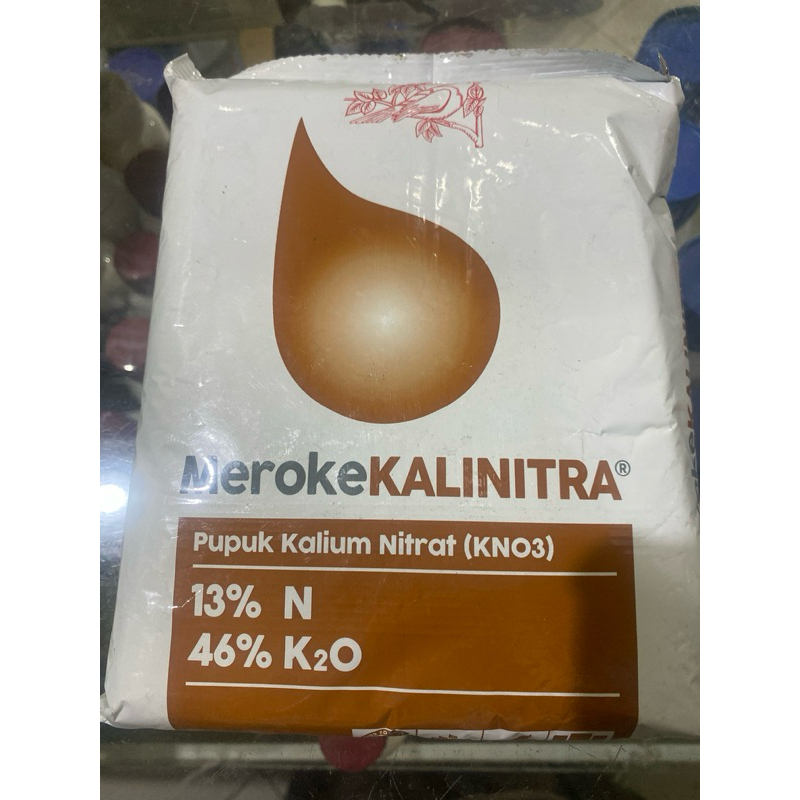 MerokeKALINITRA®
Pupuk Kalium Nitrat (KNO3)
13% N
46% K₂O